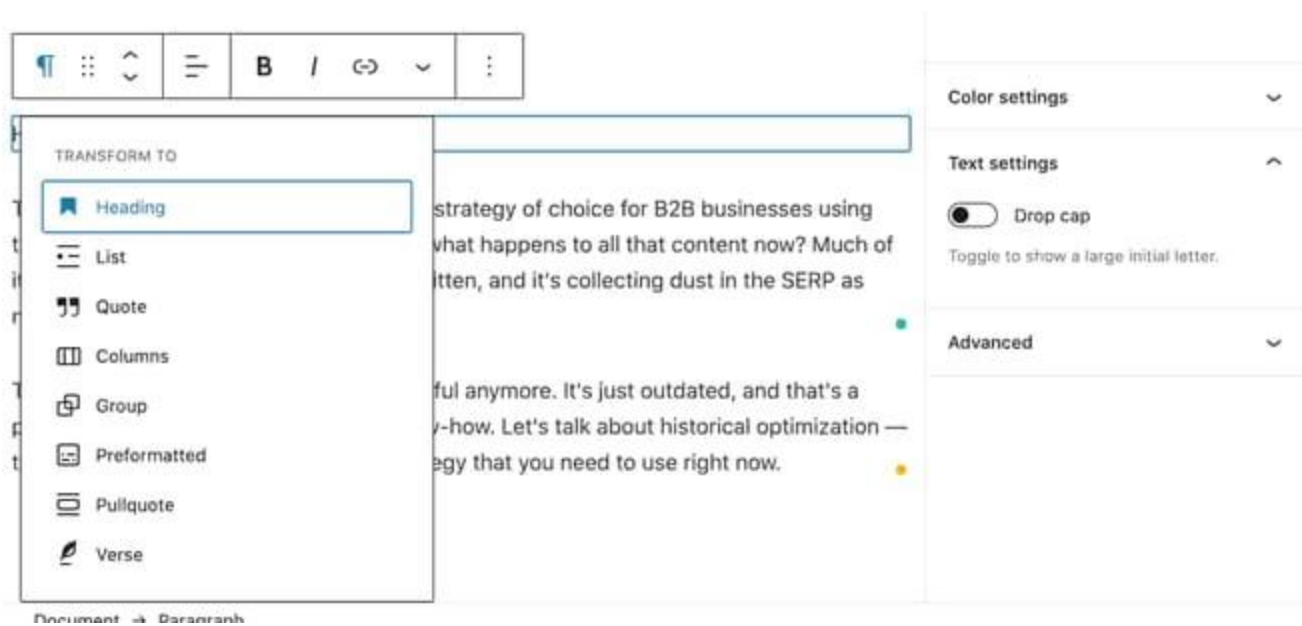 B I
Color settings
TRANSFORM TO
Text settings
Heading
strategy of choice for B2B businesses using
Drop cap
List
what happens to all that content now? Much of
Toggle to show a large initial letter.
itten, and it's collecting dust in the SERP as
Quote
Advanced
Columns
ful anymore. It's just outdated, and that's a
Group
-how. Let's talk about historical optimization —
Preformatted
egy that you need to use right now.
Pullquote
Verse
Document → Paragraph